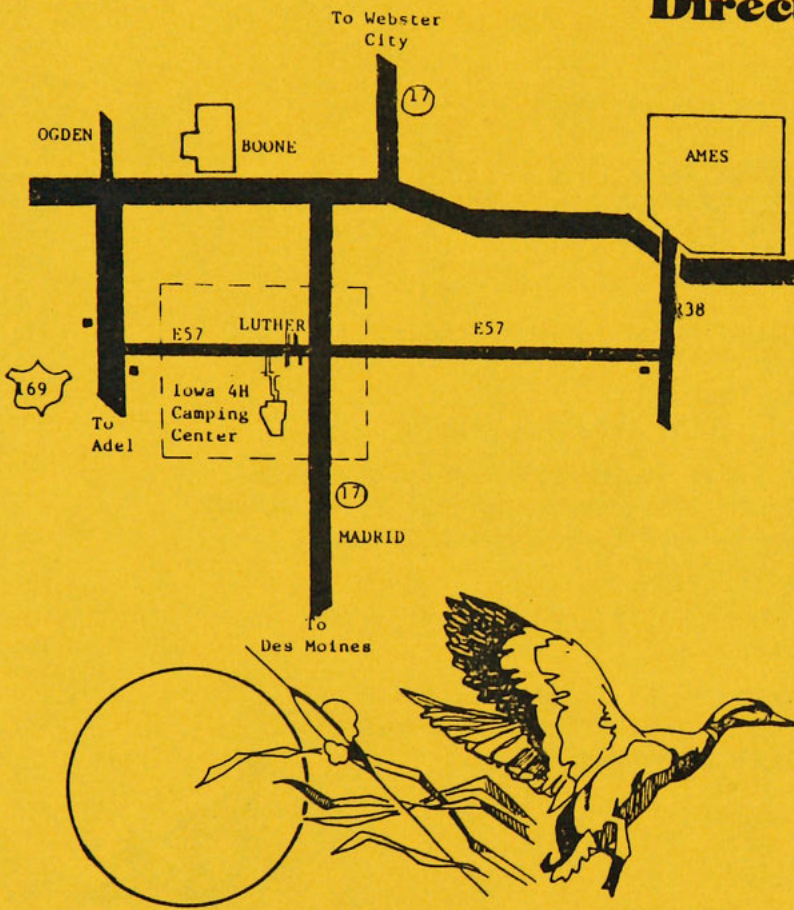 Direct
To Webster
City
17
OGDEN
BOONE
AMES
E57
LUTHER
E57
R38
169
Iowa 4H
Camping
Center
To
Adel
17
MADRID
To
Des Moines